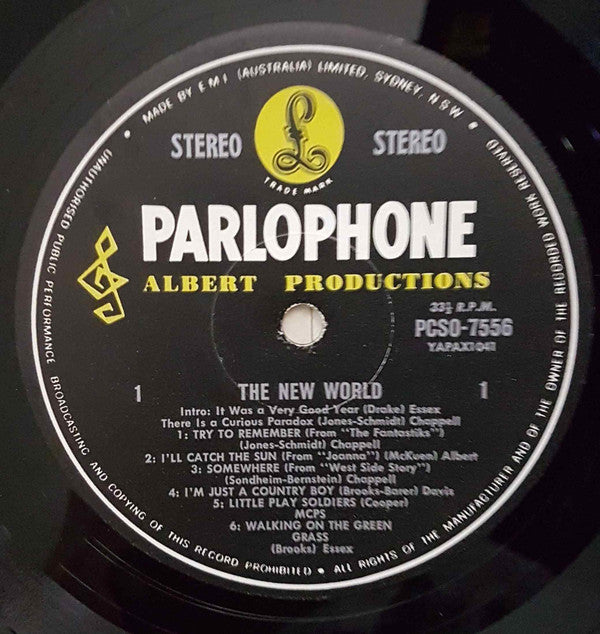 MADE BY E M I (AUSTRALIA) LIMITED, SYDNEY, N S W •
STEREO £ STEREO
TRADE MARK
PARLOPHONE
ALBERT PRODUCTIONS
33⅓ R.P.M.
PCSO-7556
YAPAX1041
1 THE NEW WORLD 1
Intro: It Was a Very Good Year (Drake) Essex
There Is a Curious Paradox (Jones-Schmidt) Chappell
1: TRY TO REMEMBER (From "The Fantastiks")
(Jones-Schmidt) Chappell
2: I'LL CATCH THE SUN (From "Joanna") (McKuen) Albert
3: SOMEWHERE (From "West Side Story")
(Sondheim-Bernstein) Chappell
4: I'M JUST A COUNTRY BOY (Brooks-Barer) Davis
5: LITTLE PLAY SOLDIERS (Cooper)
MCPS
6: WALKING ON THE GREEN
GRASS
(Brooks) Essex
UNAUTHORISED PUBLIC PERFORMANCE BROADCASTING AND COPYING OF THIS RECORD PROHIBITED • ALL RIGHTS OF THE MANUFACTURER AND OF THE OWNER OF THE RECORDED WORK RESERVED